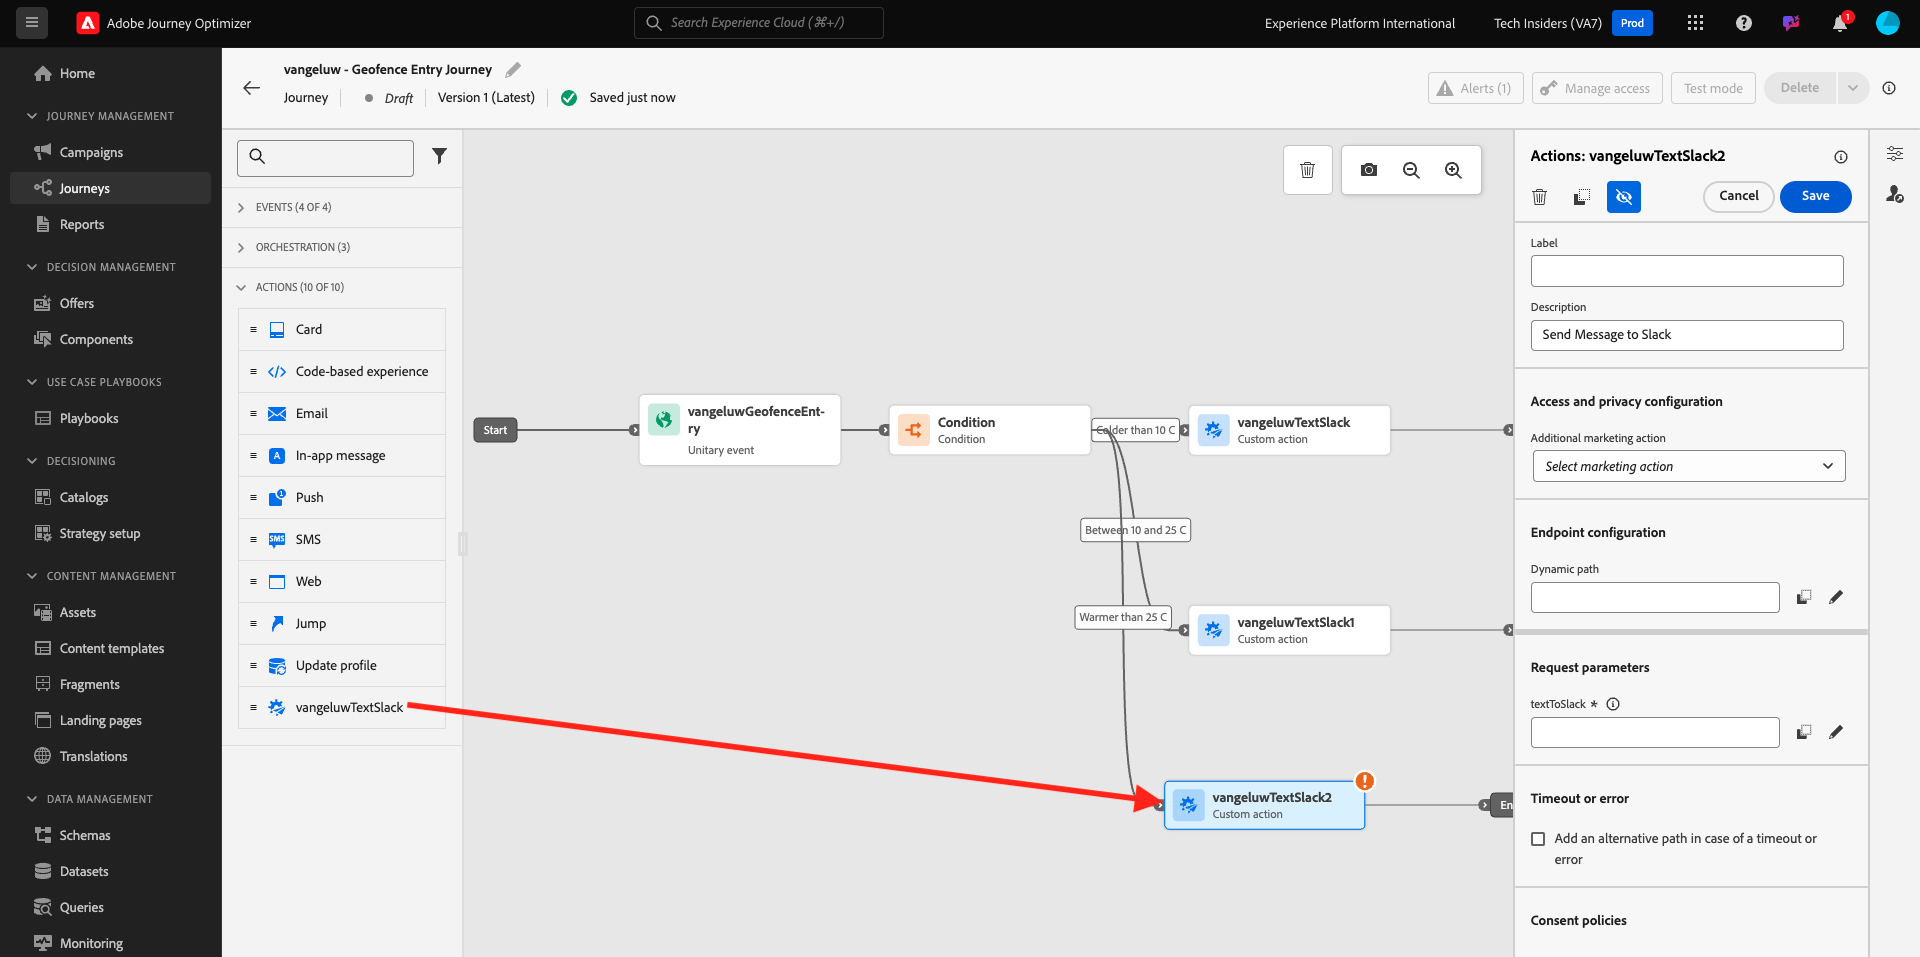 Adobe Journey Optimizer
Search Experience Cloud (⌘+/)
Experience Platform International
Tech Insiders (VA7)
Prod
1
Home
JOURNEY MANAGEMENT
Campaigns
Journeys
Reports
DECISION MANAGEMENT
Offers
Components
USE CASE PLAYBOOKS
Playbooks
DECISIONING
Catalogs
Strategy setup
CONTENT MANAGEMENT
Assets
Content templates
Fragments
Landing pages
Translations
DATA MANAGEMENT
Schemas
Datasets
Queries
Monitoring
vangeluw - Geofence Entry Journey
Journey
Draft
Version 1 (Latest)
Saved just now
Alerts (1)
Manage access
Test mode
Delete
EVENTS (4 OF 4)
ORCHESTRATION (3)
ACTIONS (10 OF 10)
Card
Code-based experience
Email
In-app message
Push
SMS
Web
Jump
Update profile
vangeluwTextSlack
Start
vangeluwGeofenceEnt-
ry
Unitary event
Condition
Condition
Colder than 10 C
vangeluwTextSlack
Custom action
Between 10 and 25 C
Warmer than 25 C
vangeluwTextSlack1
Custom action
vangeluwTextSlack2
Custom action
En
Actions: vangeluwTextSlack2
Cancel
Save
Label
Description
Send Message to Slack
Access and privacy configuration
Additional marketing action
Select marketing action
Endpoint configuration
Dynamic path
Request parameters
textToSlack *
Timeout or error
Add an alternative path in case of a timeout or
error
Consent policies